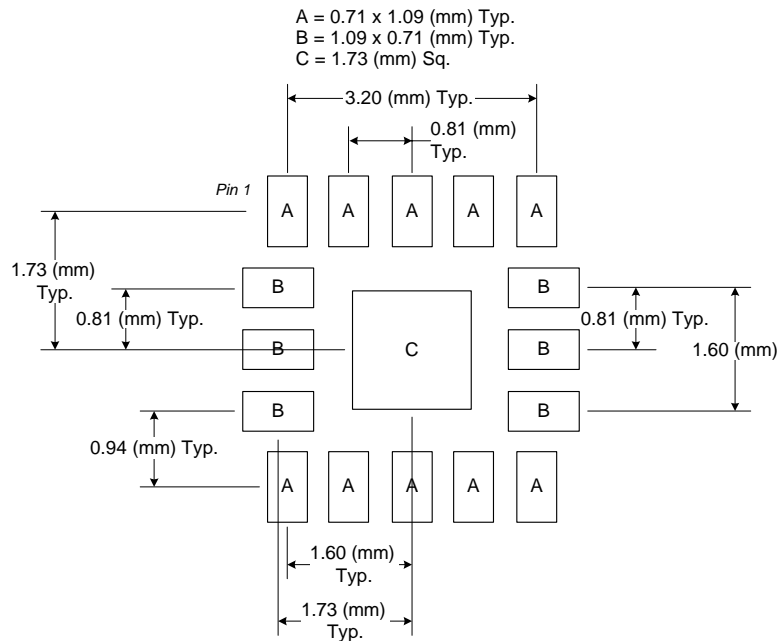 A = 0.71 x 1.09 (mm) Typ.
B = 1.09 x 0.71 (mm) Typ.
C = 1.73 (mm) Sq.
3.20 (mm) Typ.
0.81 (mm)
Typ.
Pin 1
A A A A A
1.73 (mm)
Typ.
B B
0.81 (mm) Typ.
0.81 (mm) Typ.
B C B
1.60 (mm)
B B
0.94 (mm) Typ.
A A A A A
1.60 (mm)
Typ.
1.73 (mm)
Typ.